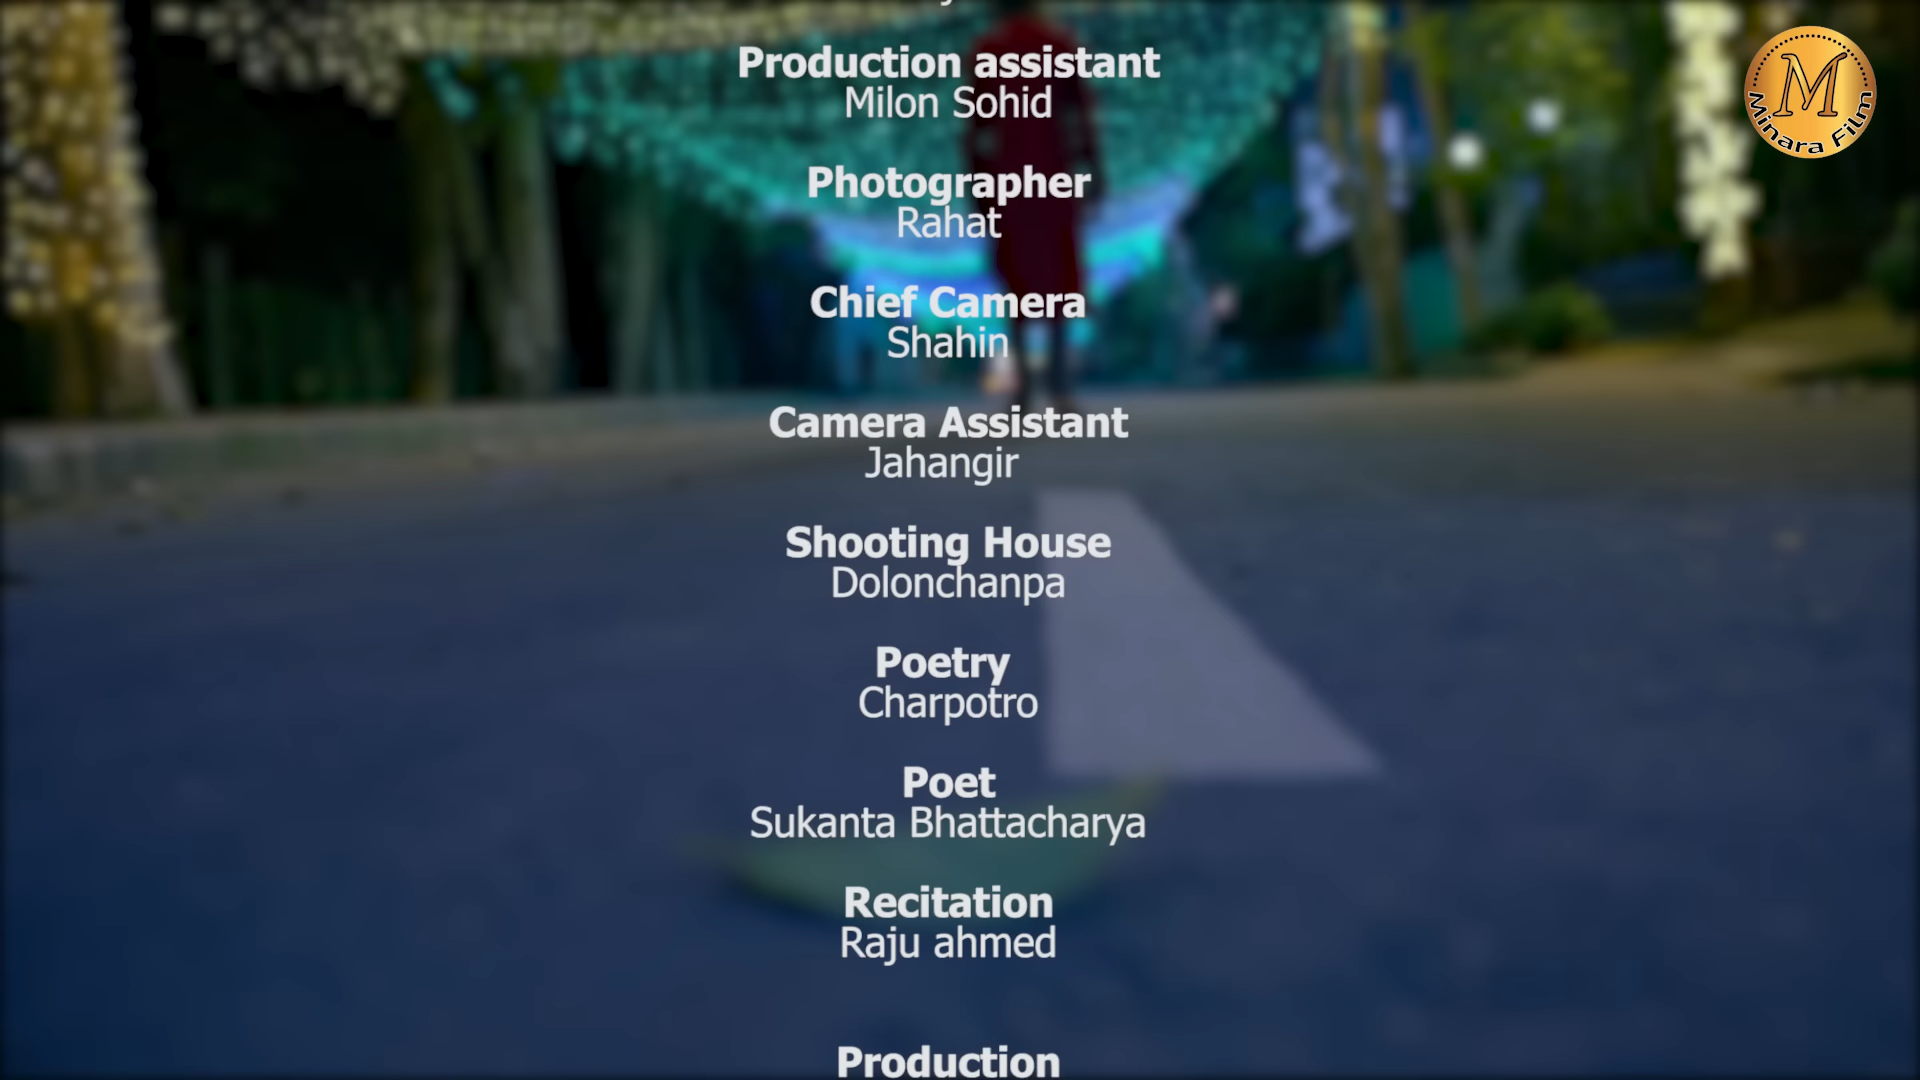 Production assistant
Milon Sohid
Photographer
Rahat
Chief Camera
Shahin
Camera Assistant
Jahangir
Shooting House
Dolonchanpa
Poetry
Charpotro
Poet
Sukanta Bhattacharya
Recitation
Raju ahmed
Production
M
Minara Film